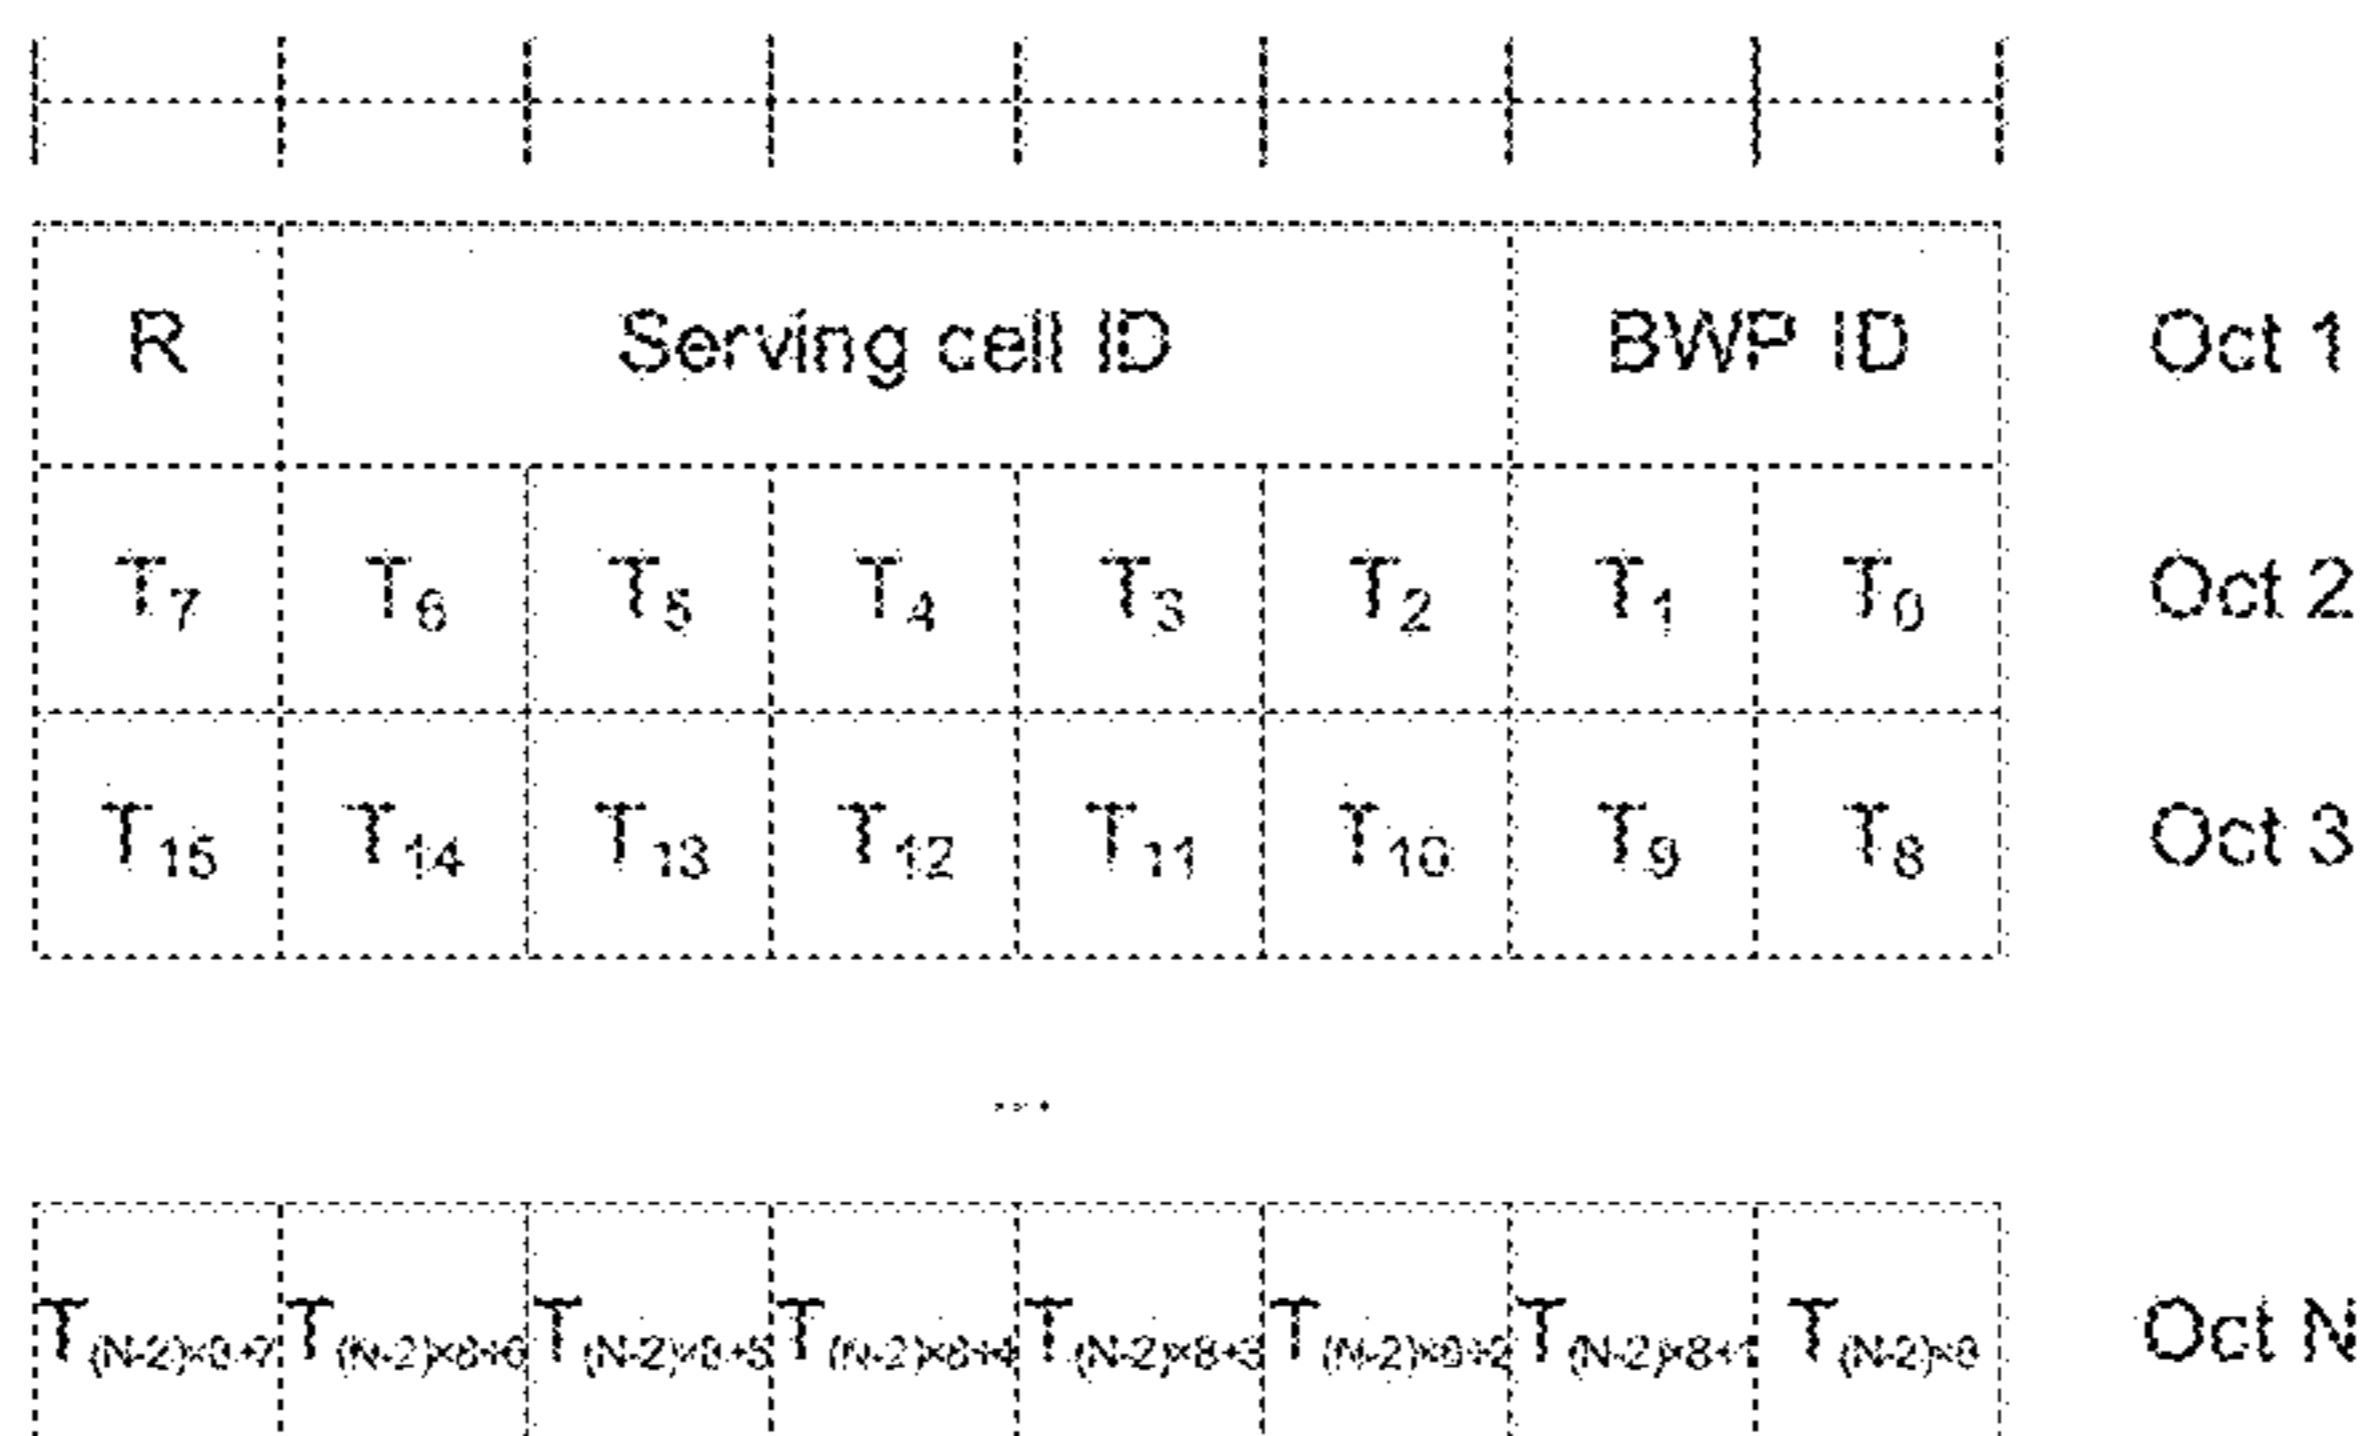 R Serving cell ID BWP ID Oct 1
T7 T6 T5 T4 T3 T2 T1 T0 Oct 2
T15 T14 T13 T12 T11 T10 T9 T8 Oct 3
...
T(N-2)×8+7 T(N-2)×8+6 T(N-2)×8+5 T(N-2)×8+4 T(N-2)×8+3 T(N-2)×8+2 T(N-2)×8+1 T(N-2)×8 Oct N